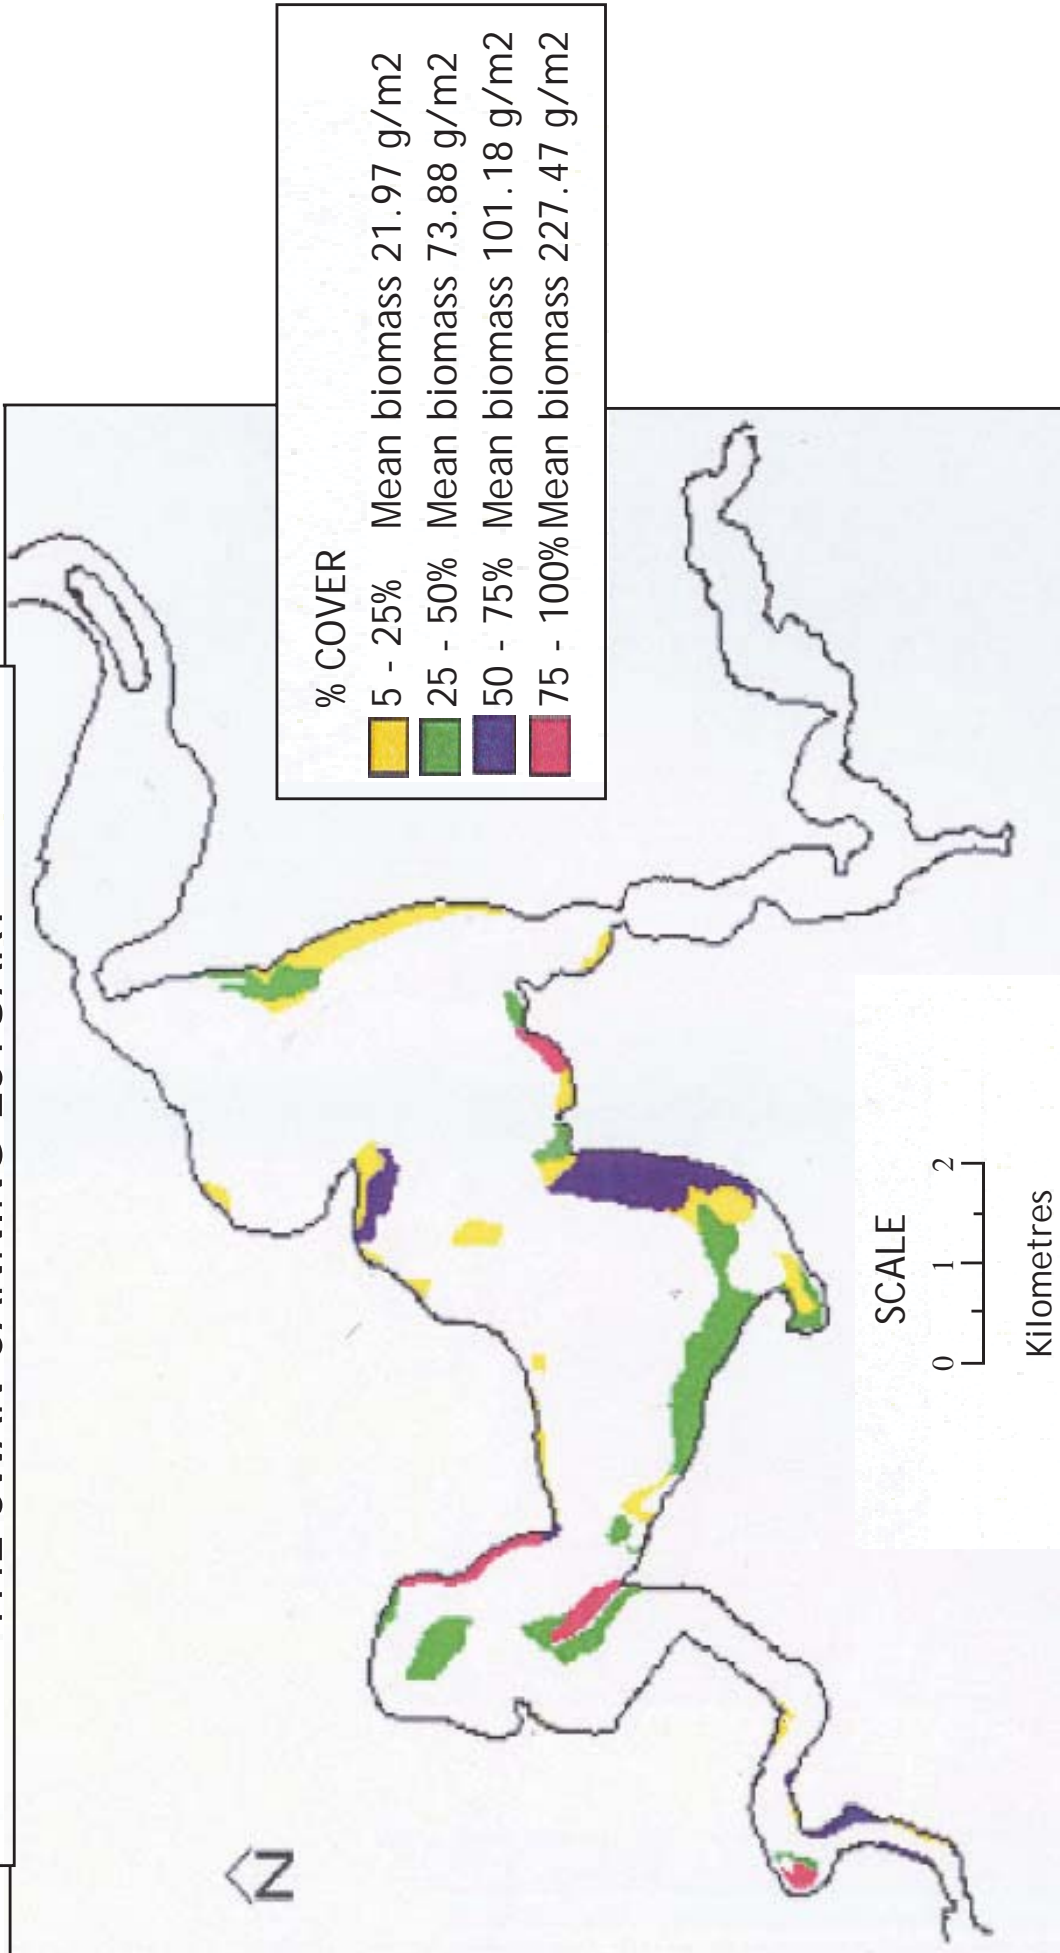 % COVER
5 - 25% Mean biomass 21.97 g/m2
25 - 50% Mean biomass 73.88 g/m2
50 - 75% Mean biomass 101.18 g/m2
75 - 100% Mean biomass 227.47 g/m2
N
SCALE
0 1 2
Kilometres